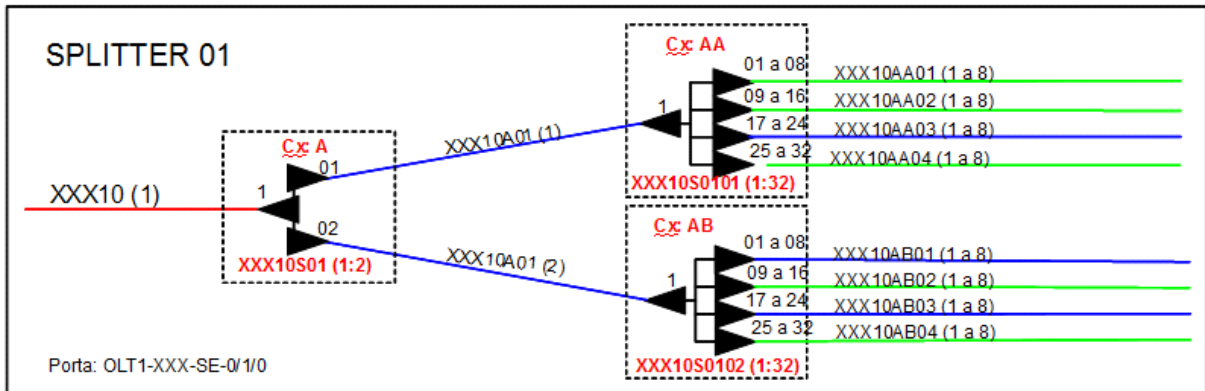 SPLITTER 01
Cx: A
XXX10 (1)
1
01
02
XXX10S01 (1:2)
XXX10A01 (1)
XXX10A01 (2)
Cx: AA
1
01 a 08
XXX10AA01 (1 a 8)
09 a 16
XXX10AA02 (1 a 8)
17 a 24
XXX10AA03 (1 a 8)
25 a 32
XXX10AA04 (1 a 8)
XXX10S0101 (1:32)
Cx: AB
1
01 a 08
XXX10AB01 (1 a 8)
09 a 16
XXX10AB02 (1 a 8)
17 a 24
XXX10AB03 (1 a 8)
25 a 32
XXX10AB04 (1 a 8)
XXX10S0102 (1:32)
Porta: OLT1-XXX-SE-0/1/0